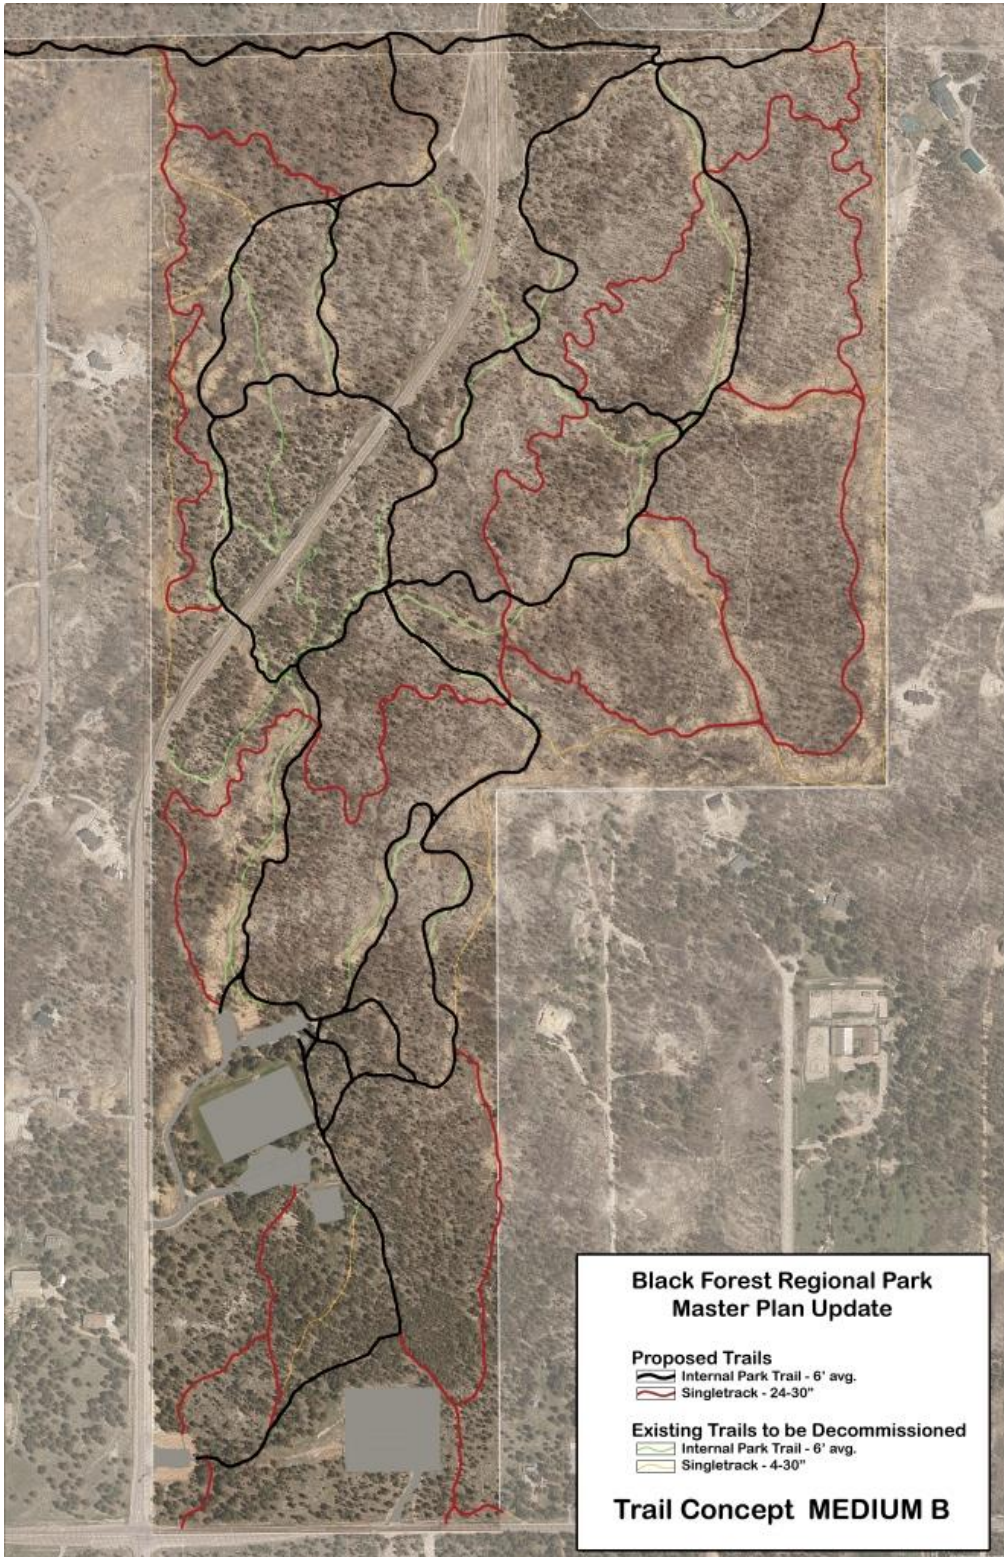 Black Forest Regional Park
Master Plan Update
Proposed Trails
Internal Park Trail - 6' avg.
Singletrack - 24-30"
Existing Trails to be Decommissioned
Internal Park Trail - 6' avg.
Singletrack - 4-30"
Trail Concept MEDIUM B